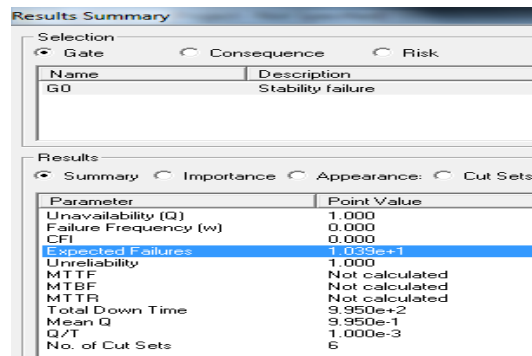 Results Summary
Selection
Gate Consequence Risk
Name Description
G0 Stability failure
Results
Summary Importance Appearance: Cut Sets
Parameter Point Value
Unavailability (Q) 1.000
Failure Frequency (w) 0.000
CFI 0.000
Expected Failures 1.039e+1
Unreliability 1.000
MTTF Not calculated
MTBF Not calculated
MTTR Not calculated
Total Down Time 9.950e+2
Mean Q 9.950e-1
Q/T 1.000e-3
No. of Cut Sets 6